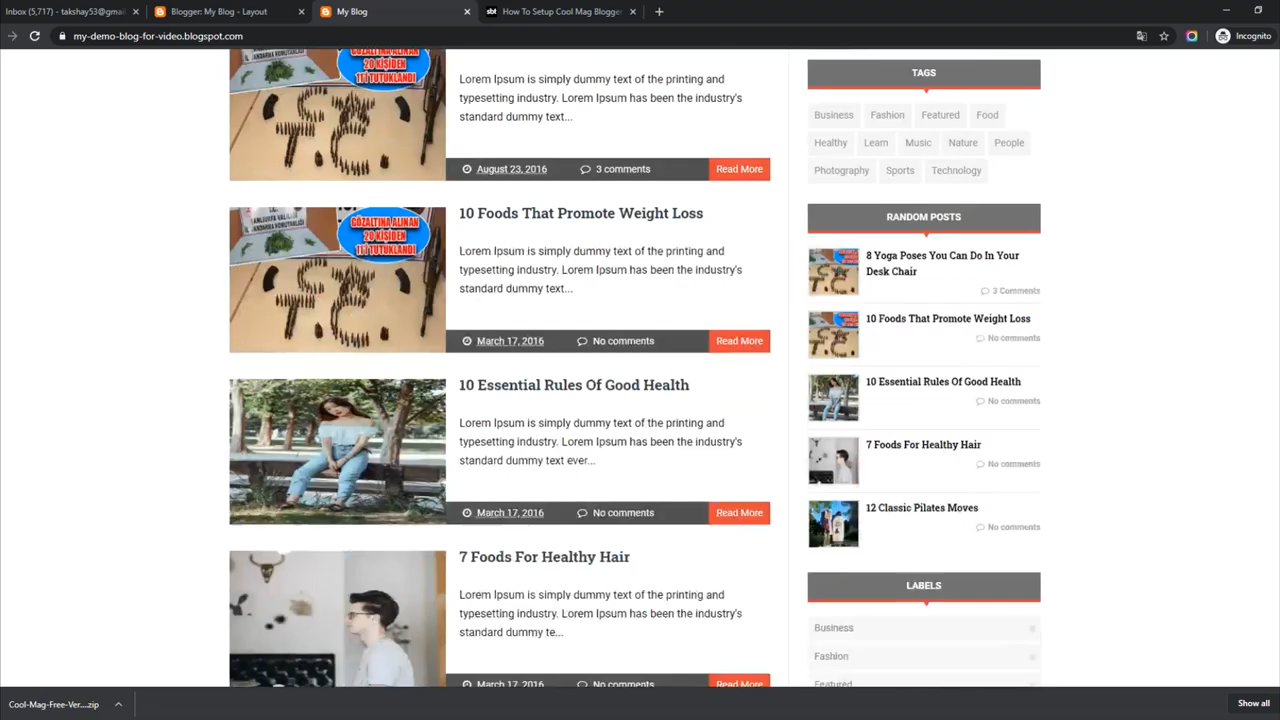 Inbox (5,717) - takshay53@gmail
Blogger: My Blog - Layout
My Blog
sbt How To Setup Cool Mag Blogger
my-demo-blog-for-video.blogspot.com
Incognito
GÖZALTINA ALINAN
20 KİŞİDEN
11'İ TUTUKLANDI
Lorem Ipsum is simply dummy text of the printing and
typesetting industry. Lorem Ipsum has been the industry's
standard dummy text...
August 23, 2016
3 comments
Read More
GÖZALTINA ALINAN
20 KİŞİDEN
11'İ TUTUKLANDI
10 Foods That Promote Weight Loss
Lorem Ipsum is simply dummy text of the printing and
typesetting industry. Lorem Ipsum has been the industry's
standard dummy text...
March 17, 2016
No comments
Read More
10 Essential Rules Of Good Health
Lorem Ipsum is simply dummy text of the printing and
typesetting industry. Lorem Ipsum has been the industry's
standard dummy text ever...
March 17, 2016
No comments
Read More
7 Foods For Healthy Hair
Lorem Ipsum is simply dummy text of the printing and
typesetting industry. Lorem Ipsum has been the industry's
standard dummy te...
March 17, 2016
No comments
Read More
TAGS
Business Fashion Featured Food
Healthy Learn Music Nature People
Photography Sports Technology
RANDOM POSTS
8 Yoga Poses You Can Do In Your
Desk Chair
3 Comments
10 Foods That Promote Weight Loss
No comments
10 Essential Rules Of Good Health
No comments
7 Foods For Healthy Hair
No comments
12 Classic Pilates Moves
No comments
LABELS
Business
Fashion
Featured
Cool-Mag-Free-Ver....zip
Show all